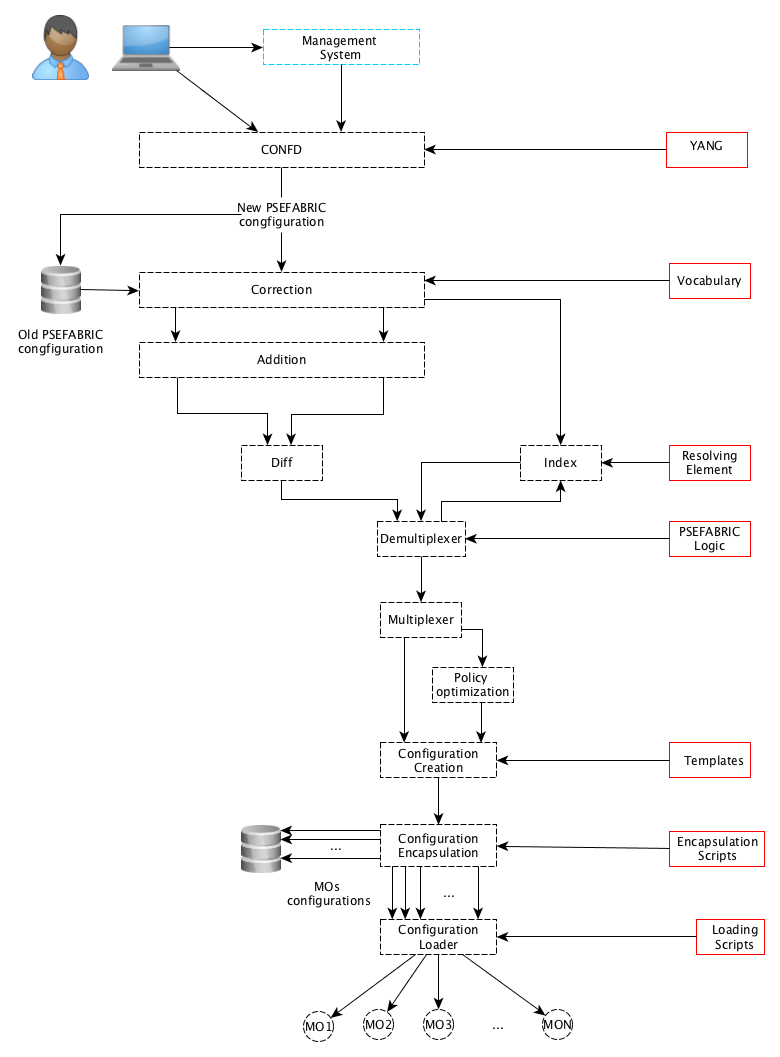 Management
System
CONFD
YANG
New PSEFABRIC
congfiguration
Correction
Vocabulary
Old PSEFABRIC
congfiguration
Addition
Diff
Index
Resolving
Element
Demultiplexer
PSEFABRIC
Logic
Multiplexer
Policy
optimization
Configuration
Creation
Templates
...
Configuration
Encapsulation
Encapsulation
Scripts
MOs
configurations
...
Configuration
Loader
Loading
Scripts
MO1
MO2
MO3
...
MON